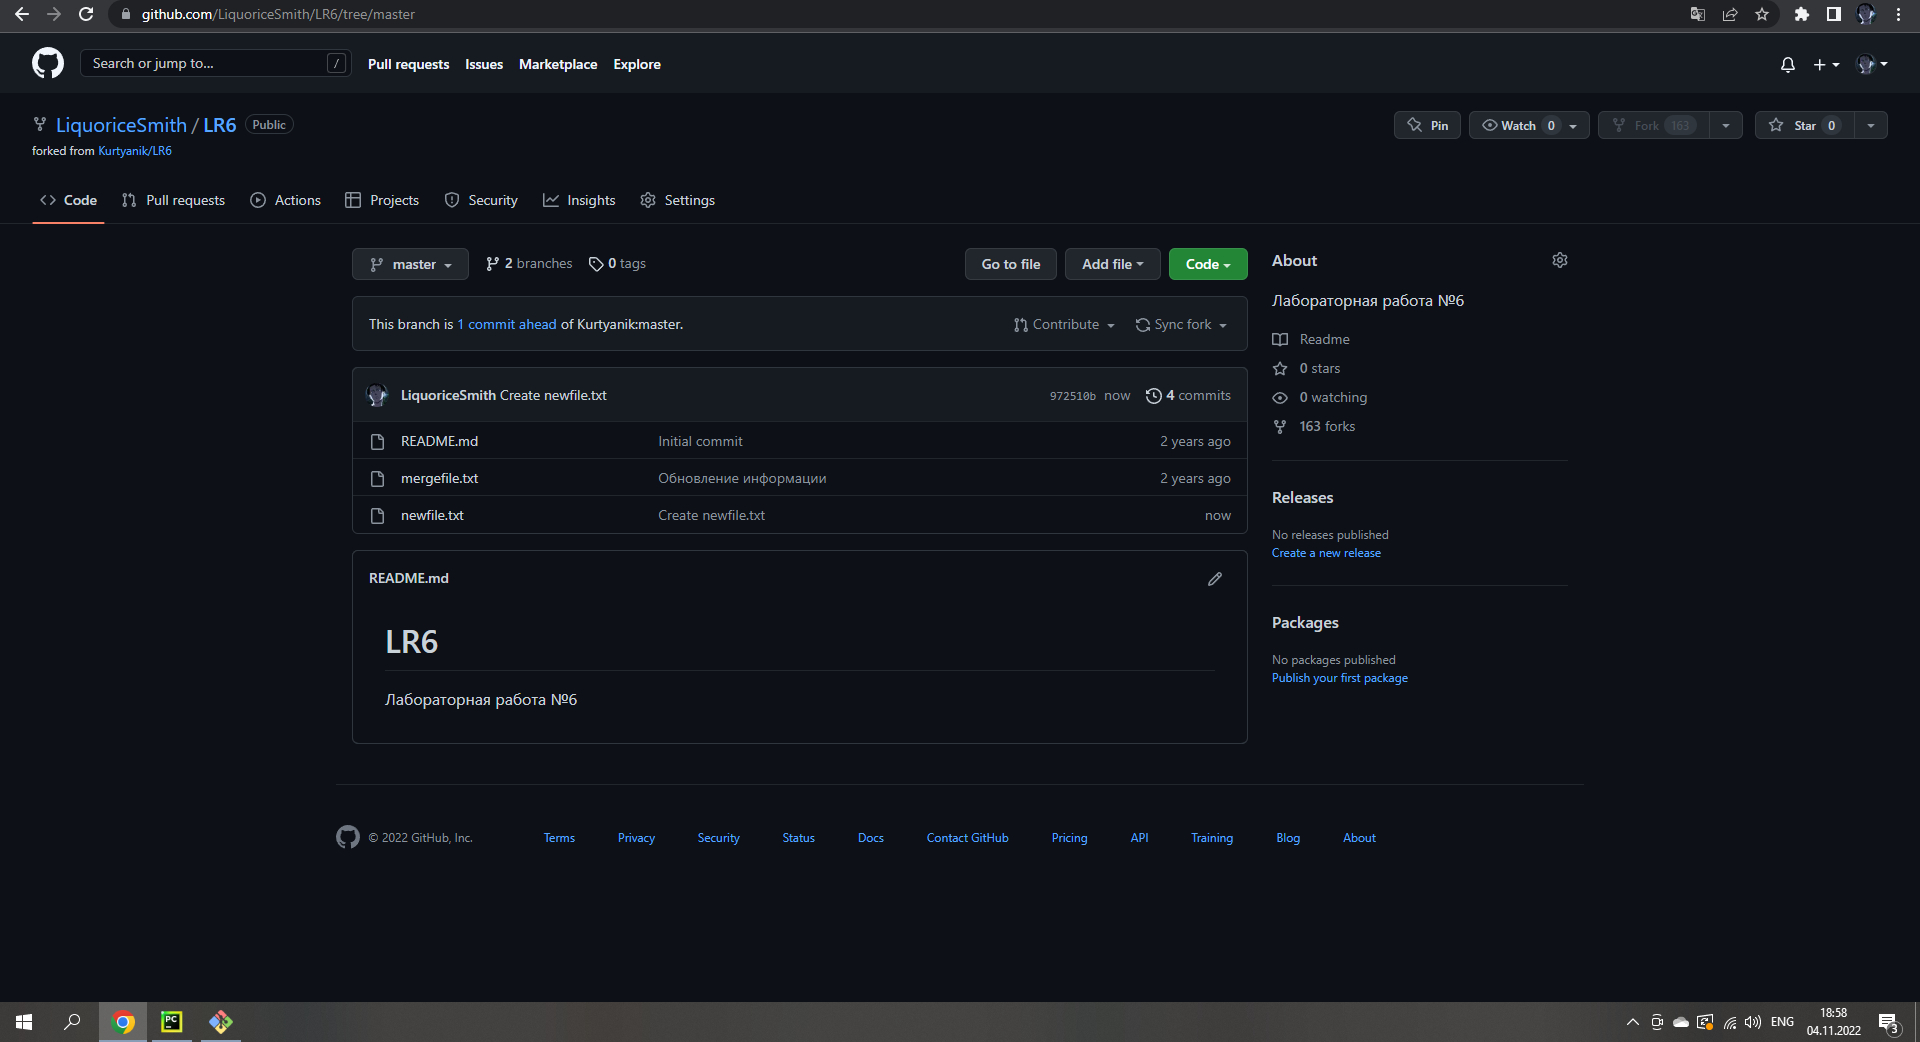 github.com/LiquoriceSmith/LR6/tree/master
Search or jump to... /
Pull requests Issues Marketplace Explore
LiquoriceSmith / LR6 Public
forked from Kurtyanik/LR6
Pin Watch 0 Fork 163 Star 0
Code Pull requests Actions Projects Security Insights Settings
master 2 branches 0 tags
Go to file Add file Code
This branch is 1 commit ahead of Kurtyanik:master.
Contribute Sync fork
LiquoriceSmith Create newfile.txt 972510b now 4 commits
README.md Initial commit 2 years ago
mergefile.txt Обновление информации 2 years ago
newfile.txt Create newfile.txt now
README.md
LR6
Лабораторная работа №6
About
Лабораторная работа №6
Readme
0 stars
0 watching
163 forks
Releases
No releases published
Create a new release
Packages
No packages published
Publish your first package
© 2022 GitHub, Inc. Terms Privacy Security Status Docs Contact GitHub Pricing API Training Blog About
PC
ENG
18:58
04.11.2022
3